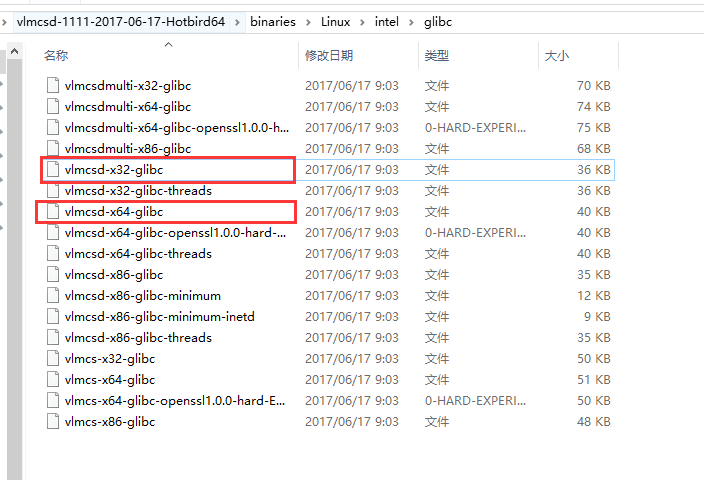 vlmcsd-1111-2017-06-17-Hotbird64 > binaries > Linux > intel > glibc
名称 修改日期 类型 大小
vlmcsdmulti-x32-glibc 2017/06/17 9:03 文件 70 KB
vlmcsdmulti-x64-glibc 2017/06/17 9:03 文件 74 KB
vlmcsdmulti-x64-glibc-openssl1.0.0-h... 2017/06/17 9:03 0-HARD-EXPERI... 75 KB
vlmcsdmulti-x86-glibc 2017/06/17 9:03 文件 68 KB
vlmcsd-x32-glibc 2017/06/17 9:03 文件 36 KB
vlmcsd-x32-glibc-threads 2017/06/17 9:03 文件 36 KB
vlmcsd-x64-glibc 2017/06/17 9:03 文件 40 KB
vlmcsd-x64-glibc-openssl1.0.0-hard-... 2017/06/17 9:03 0-HARD-EXPERI... 40 KB
vlmcsd-x64-glibc-threads 2017/06/17 9:03 文件 40 KB
vlmcsd-x86-glibc 2017/06/17 9:03 文件 35 KB
vlmcsd-x86-glibc-minimum 2017/06/17 9:03 文件 12 KB
vlmcsd-x86-glibc-minimum-inetd 2017/06/17 9:03 文件 9 KB
vlmcsd-x86-glibc-threads 2017/06/17 9:03 文件 35 KB
vlmcs-x32-glibc 2017/06/17 9:03 文件 50 KB
vlmcs-x64-glibc 2017/06/17 9:03 文件 51 KB
vlmcs-x64-glibc-openssl1.0.0-hard-E... 2017/06/17 9:03 0-HARD-EXPERI... 50 KB
vlmcs-x86-glibc 2017/06/17 9:03 文件 48 KB